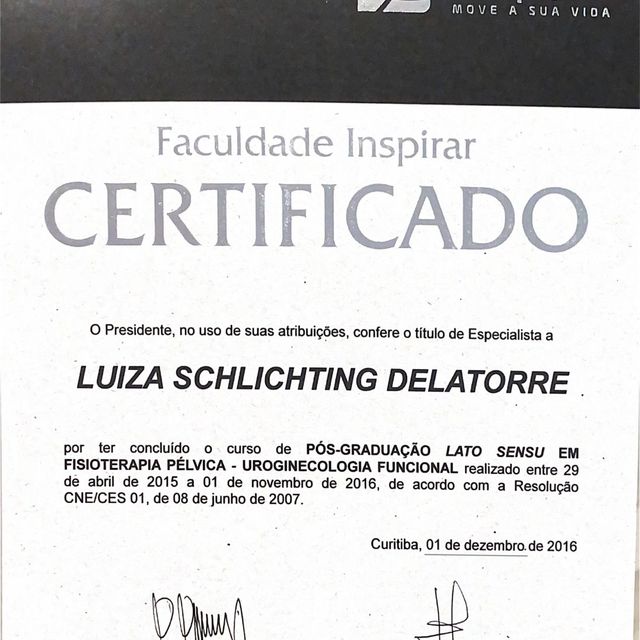 MOVE A SUA VIDA
Faculdade Inspirar
CERTIFICADO
O Presidente, no uso de suas atribuições, confere o título de Especialista a
LUIZA SCHLICHTING DELATORRE
por ter concluído o curso de PÓS-GRADUAÇÃO LATO SENSU EM
FISIOTERAPIA PÉLVICA - UROGINECOLOGIA FUNCIONAL realizado entre 29
de abril de 2015 a 01 de novembro de 2016, de acordo com a Resolução
CNE/CES 01, de 08 de junho de 2007.
Curitiba, 01 de dezembro de 2016